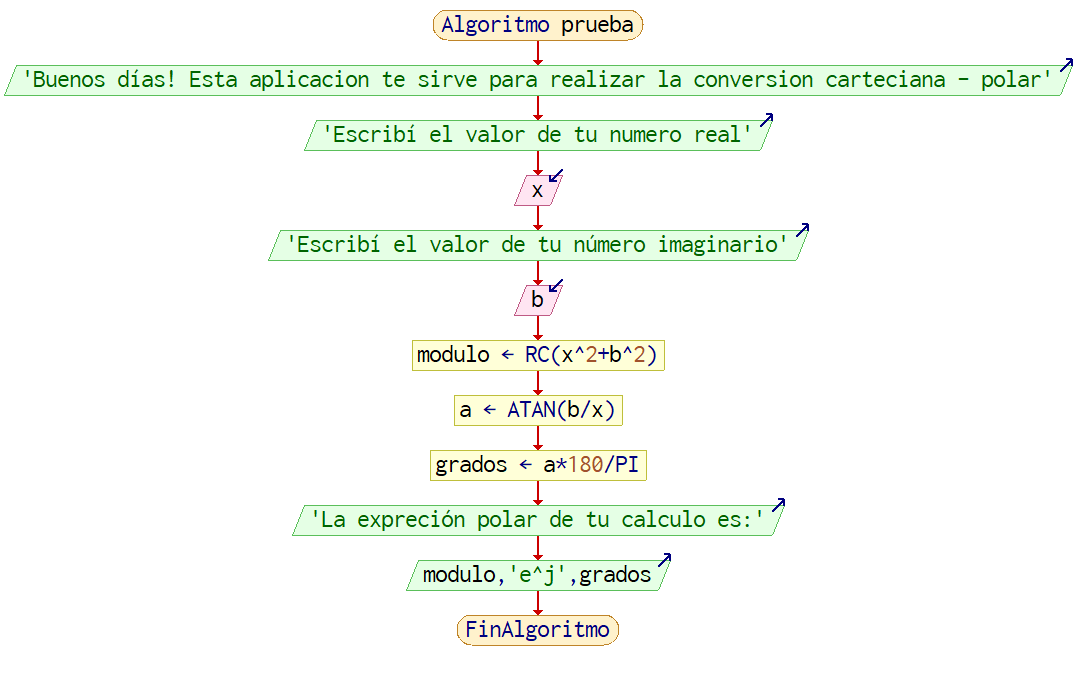 Algoritmo prueba
'Buenos días! Esta aplicacion te sirve para realizar la conversion carteciana - polar'
'Escribí el valor de tu numero real'
x
'Escribí el valor de tu número imaginario'
b
modulo ← RC(x^2+b^2)
a ← ATAN(b/x)
grados ← a*180/PI
'La expreción polar de tu calculo es:'
modulo,'e^j',grados
FinAlgoritmo